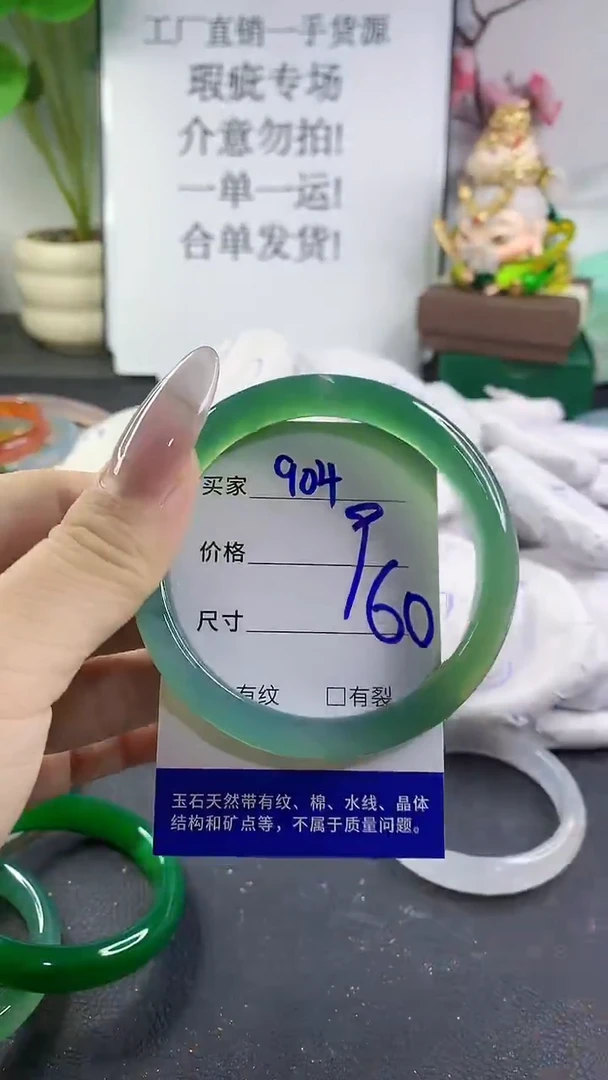 工厂直销一手货源
瑕疵专场
介意勿拍!
一单一运!
合单发货!
买家 904
价格
尺寸 60
有纹 □有裂
玉石天然带有纹、棉、水线、晶体
结构和矿点等，不属于质量问题。